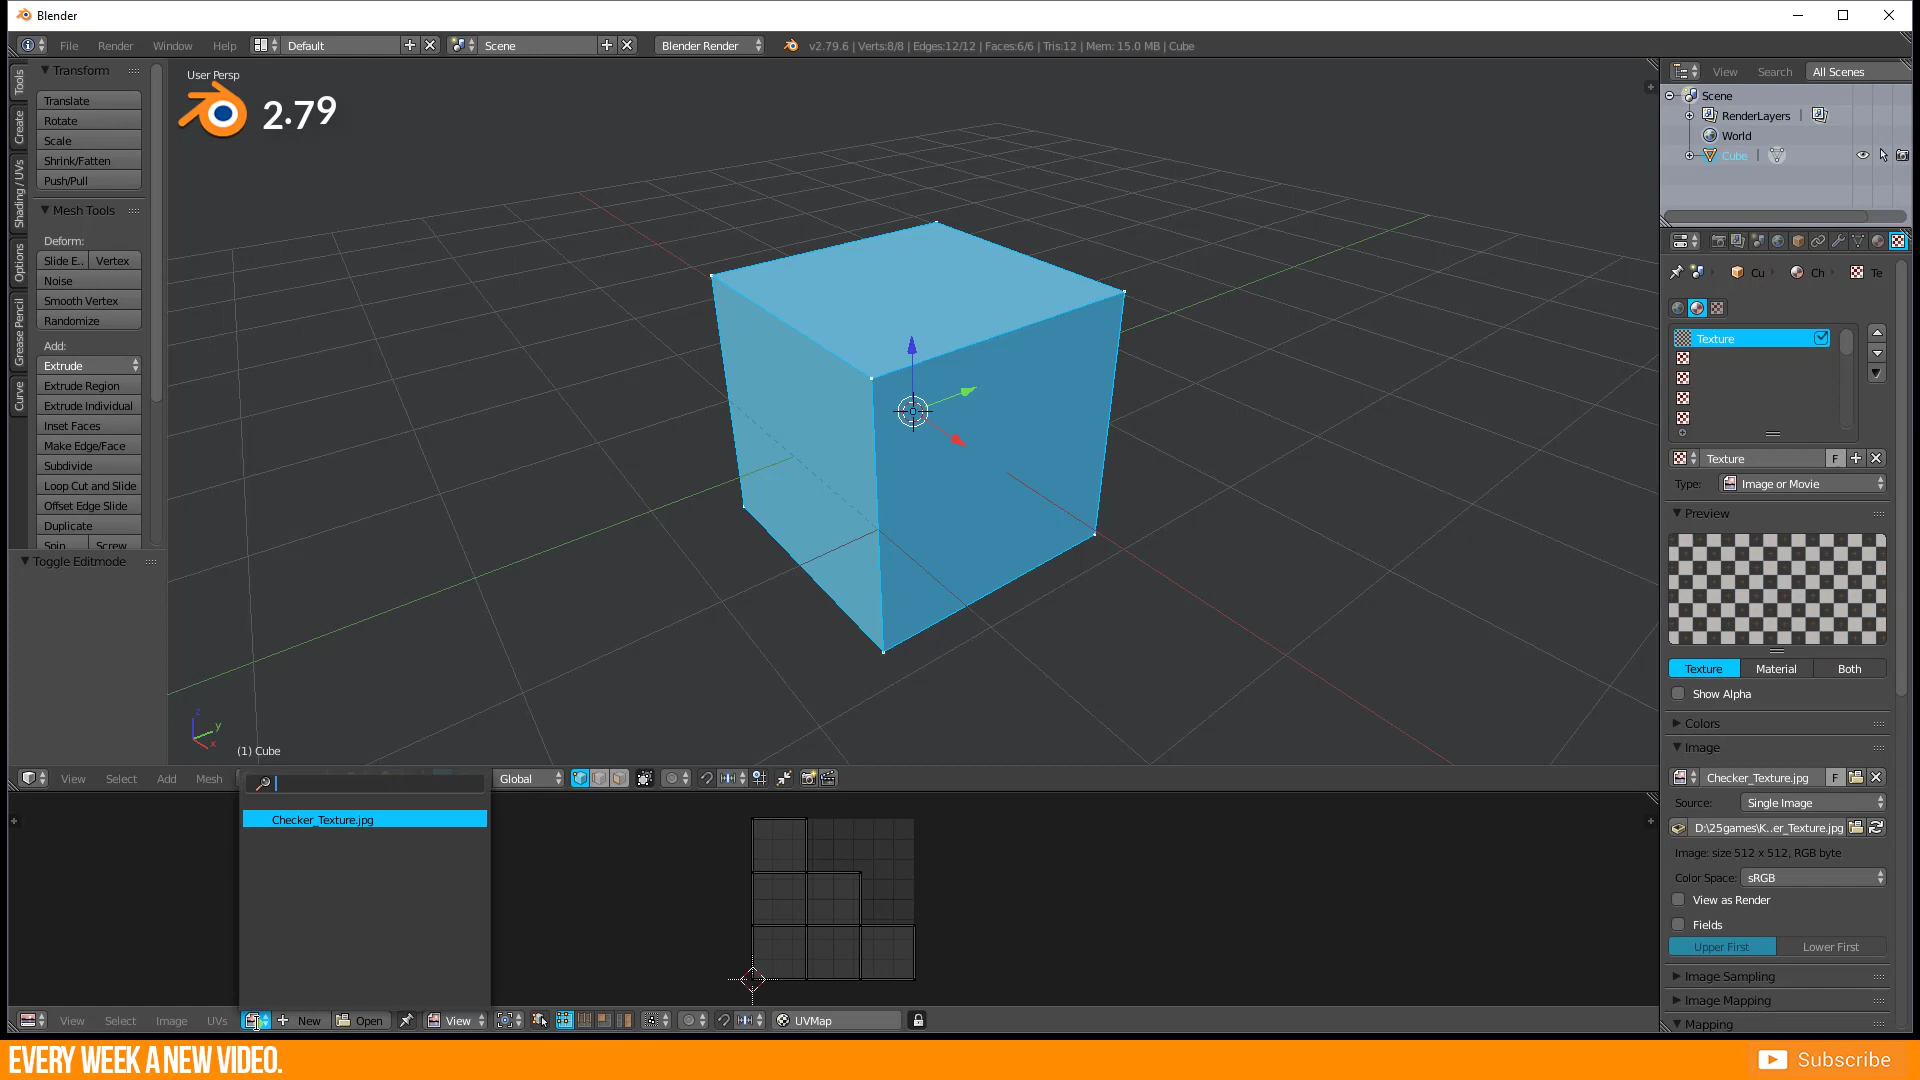 Blender
File Render Window Help Default Scene Blender Render v2.79.6 | Verts:8/8 | Edges:12/12 | Faces:6/6 | Tris:12 | Mem: 15.0 MB | Cube
View Search All Scenes
Scene
RenderLayers
World
Cube
Tools
Create
Shading / UVs
Options
Grease Pencil
Curve
Transform
Translate
Rotate
Scale
Shrink/Fatten
Push/Pull
Mesh Tools
Deform:
Slide E.. Vertex
Noise
Smooth Vertex
Randomize
Add:
Extrude
Extrude Region
Extrude Individual
Inset Faces
Make Edge/Face
Subdivide
Loop Cut and Slide
Offset Edge Slide
Duplicate
Spin Screw
Toggle Editmode
User Persp
2.79
z
y
x
(1) Cube
Cu Ch Te
Texture
Texture F
Type: Image or Movie
Preview
Texture Material Both
Show Alpha
Colors
Image
Checker_Texture.jpg F
Source: Single Image
D:\25games\K..er_Texture.jpg
Image: size 512 x 512, RGB byte
Color Space: sRGB
View as Render
Fields
Upper First Lower First
Image Sampling
Image Mapping
Mapping
View Select Add Mesh Global
Checker_Texture.jpg
View Select Image UVs New Open View UVMap
EVERY WEEK A NEW VIDEO.
Subscribe